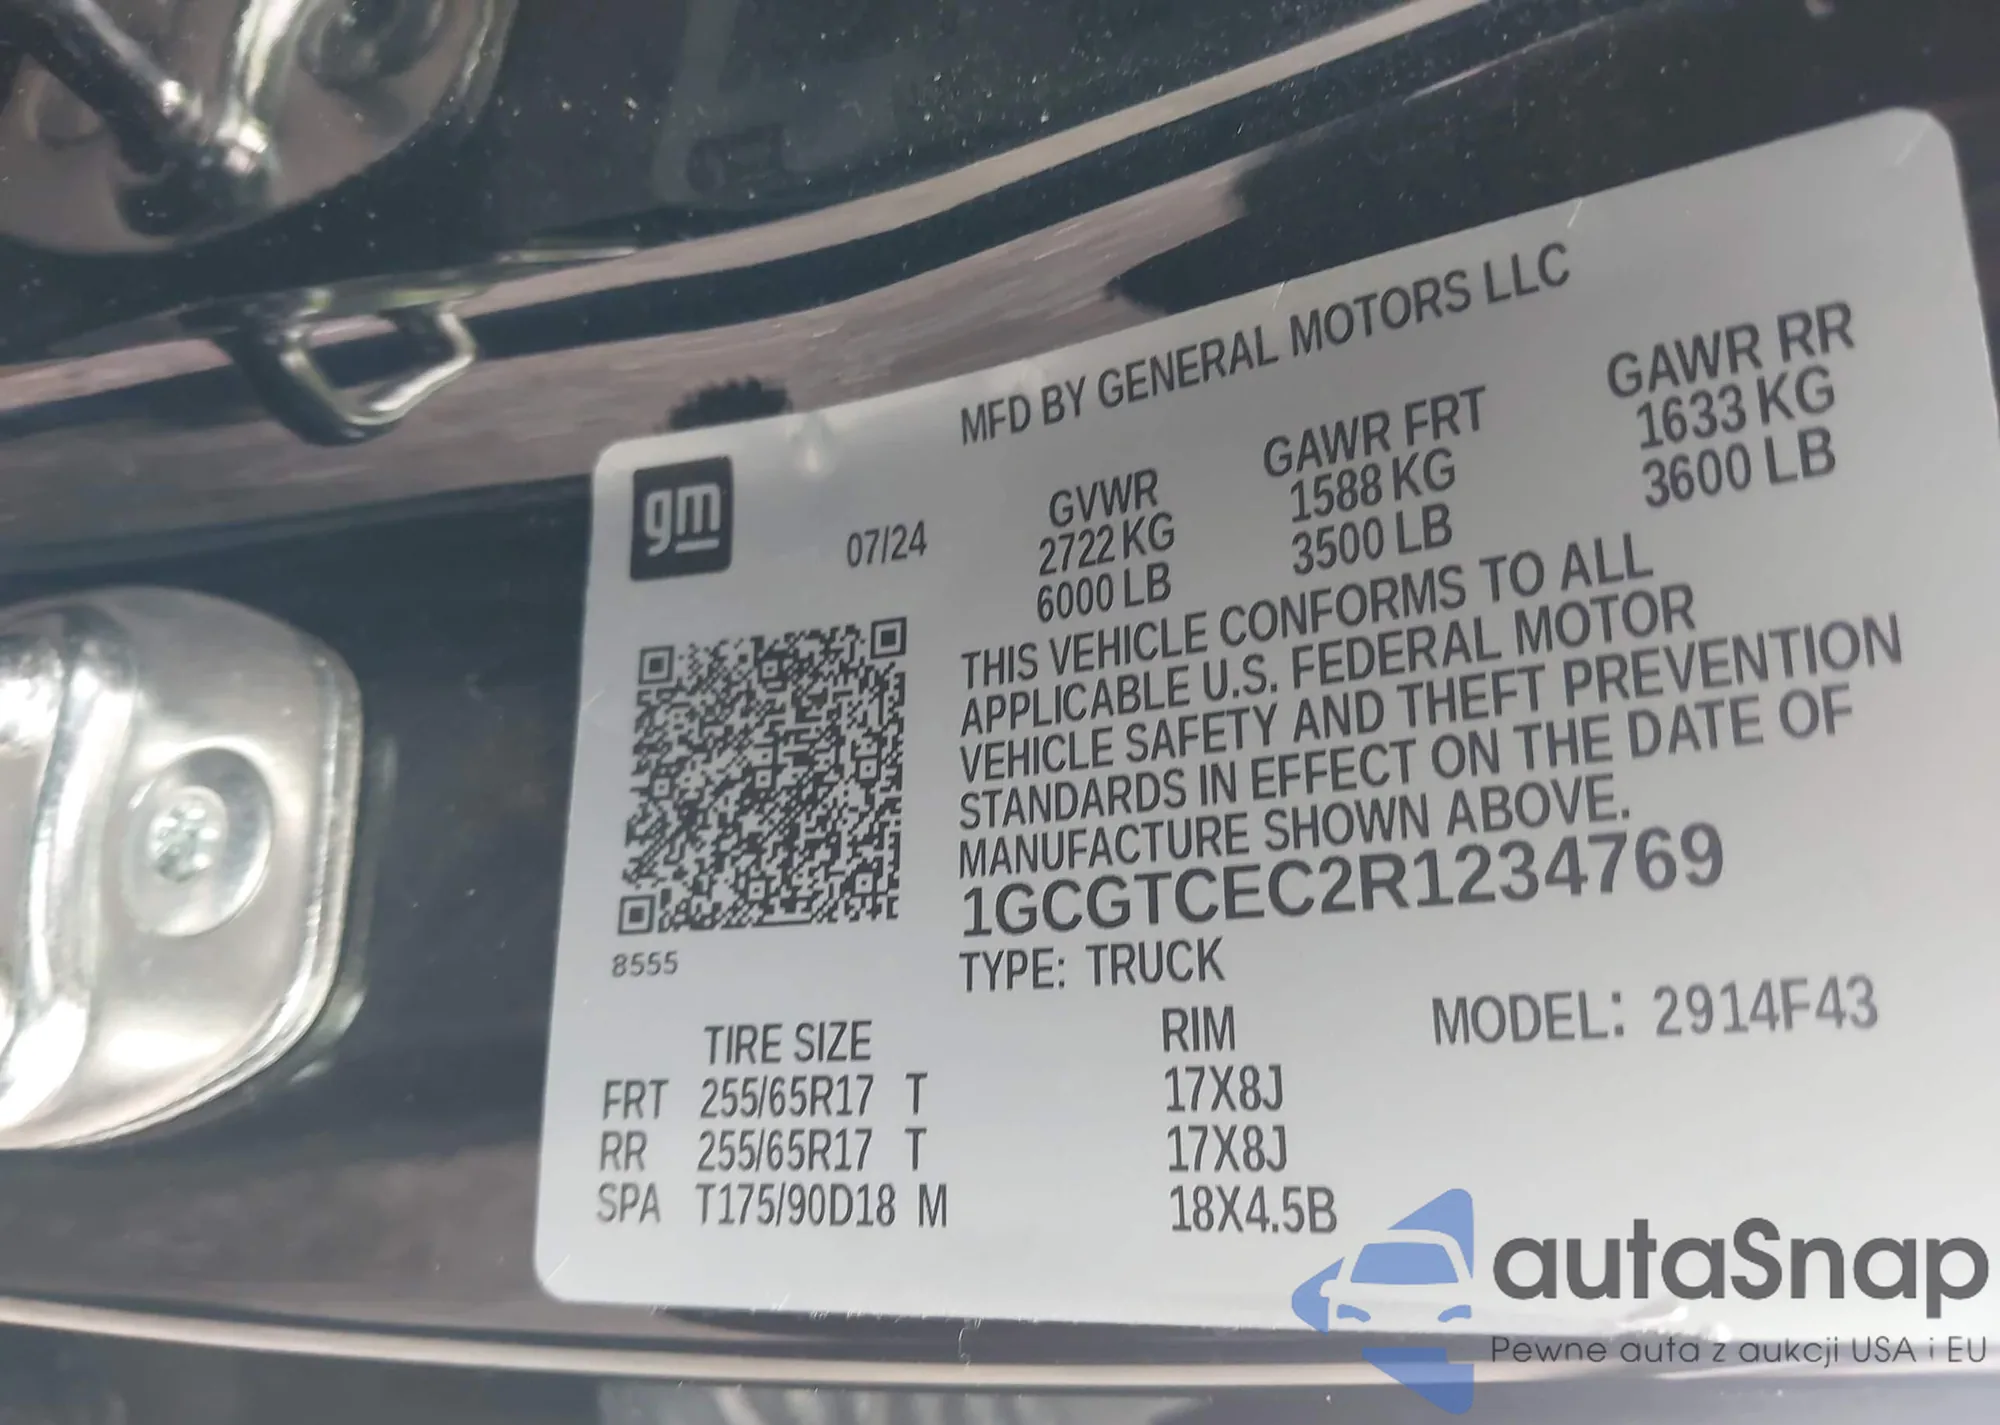 MFD BY GENERAL MOTORS LLC
gm
07/24
GVWR GAWR FRT GAWR RR
2722 KG 1588 KG 1633 KG
6000 LB 3500 LB 3600 LB
THIS VEHICLE CONFORMS TO ALL
APPLICABLE U.S. FEDERAL MOTOR
VEHICLE SAFETY AND THEFT PREVENTION
STANDARDS IN EFFECT ON THE DATE OF
MANUFACTURE SHOWN ABOVE.
1GCGTCEC2R1234769
8555
TYPE: TRUCK
MODEL: 2914F43
TIRE SIZE RIM
FRT 255/65R17 T 17X8J
RR 255/65R17 T 17X8J
SPA T175/90D18 M 18X4.5B
autaSnap
Pewne auta z aukcji USA i EU